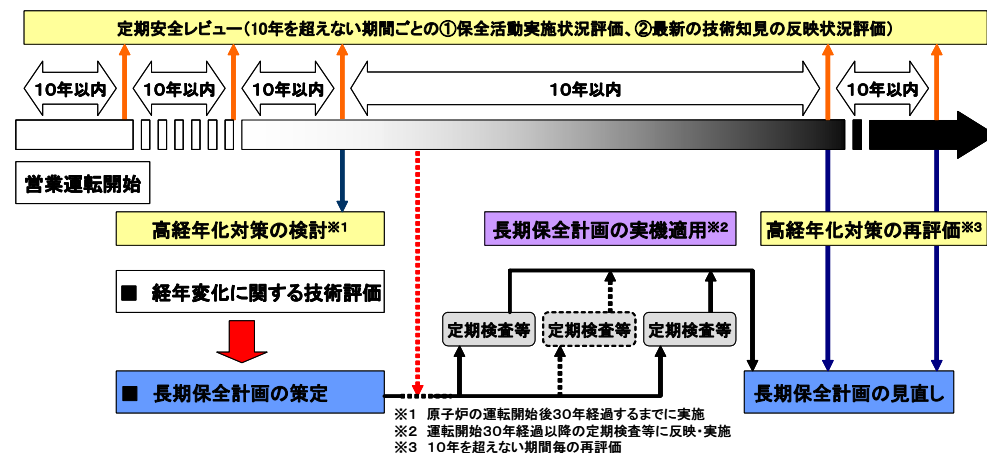 定期安全レビュー(10年を超えない期間ごとの①保全活動実施状況評価、②最新の技術知見の反映状況評価)
10年以内
10年以内
10年以内
10年以内
10年以内
営業運転開始
高経年化対策の検討※1
長期保全計画の実機適用※2
高経年化対策の再評価※3
■ 経年変化に関する技術評価
定期検査等
定期検査等
定期検査等
■ 長期保全計画の策定
長期保全計画の見直し
※1 原子炉の運転開始後30年経過するまでに実施
※2 運転開始30年経過以降の定期検査等に反映・実施
※3 10年を超えない期間毎の再評価